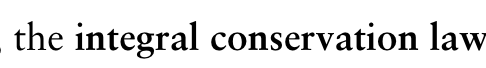 , the integral conservation law